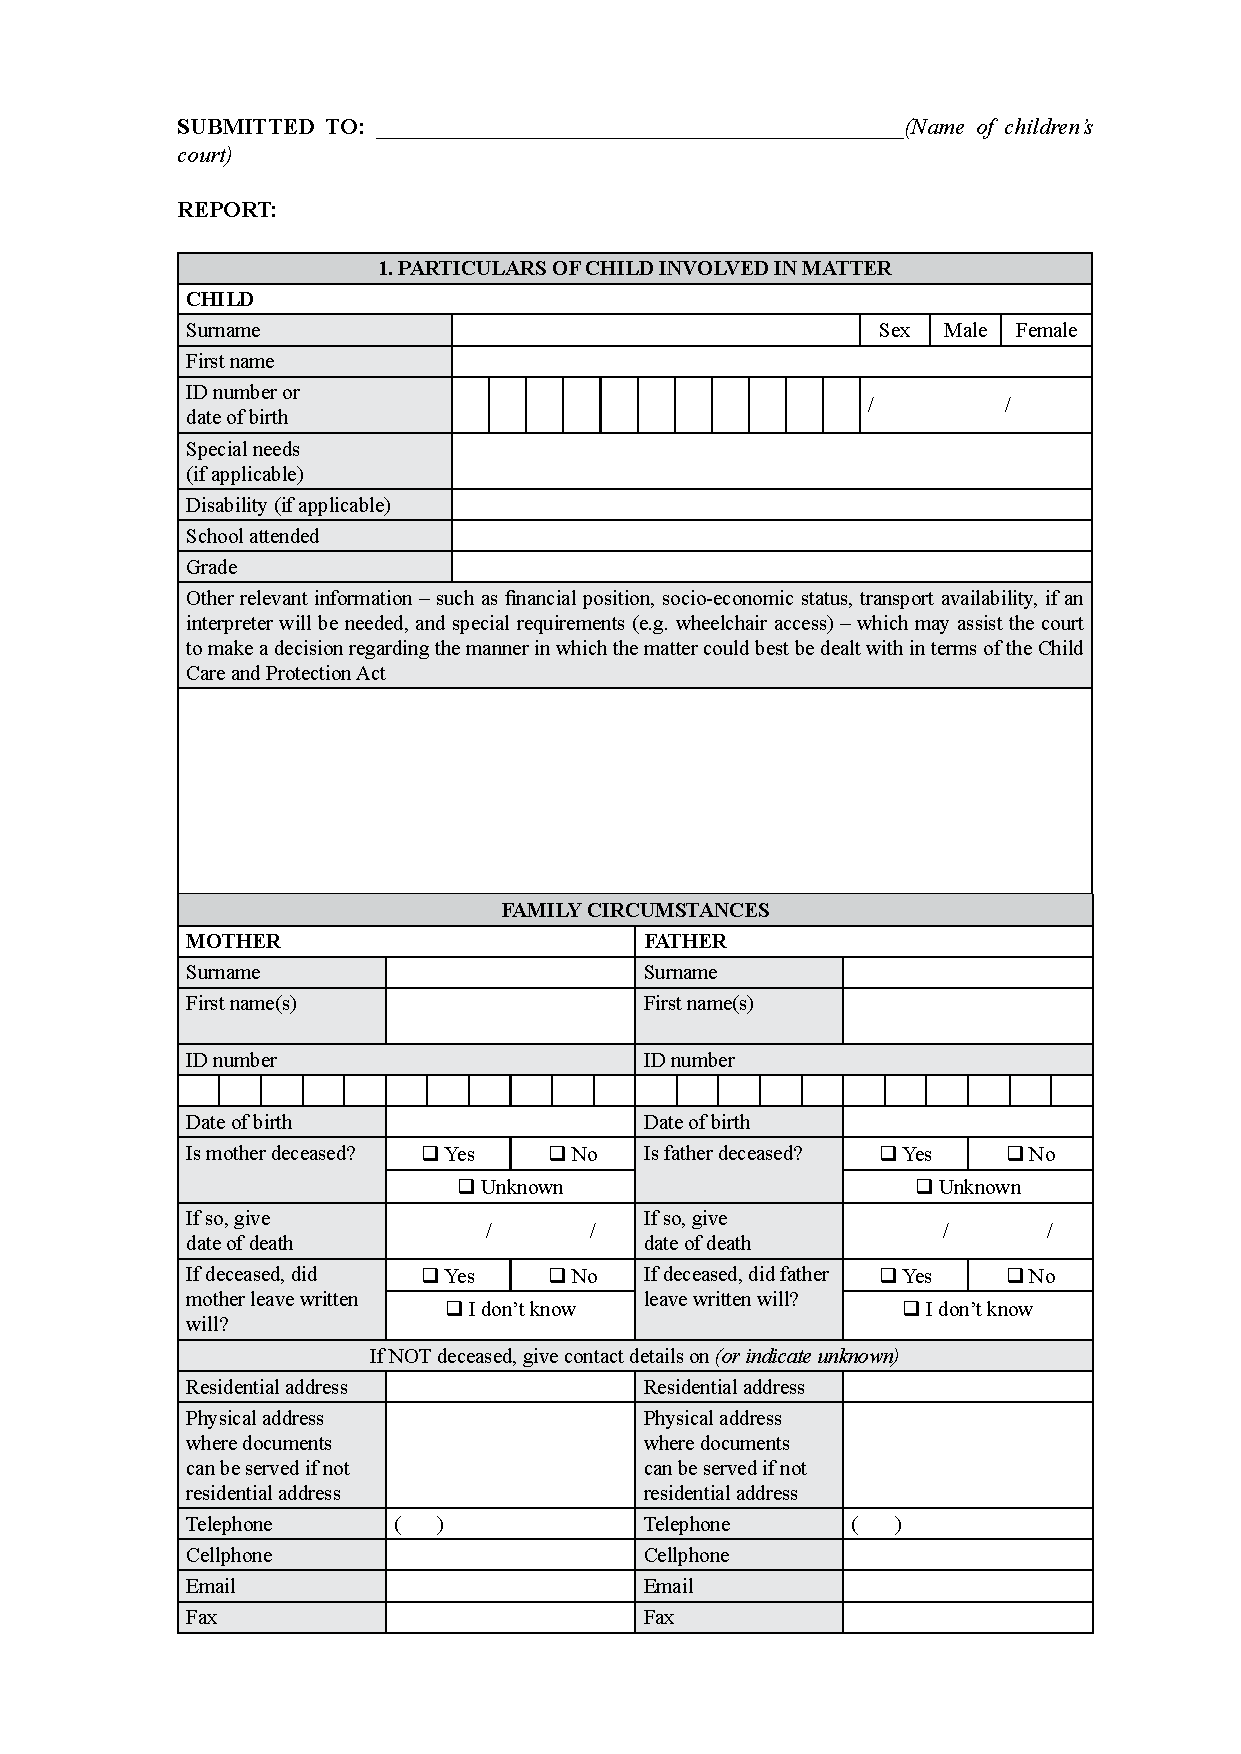 SUBMITTED TO: ________________________________________________(Name of children’s
court)
REPORT:
1. PARTICULARS OF CHILD INVOLVED IN MATTER
CHILD
Surname Sex Male Female
First name
ID number or
date of birth / /
Special needs
(if applicable)
Disability (if applicable)
School attended
Grade
Other relevant information – such as financial position, socio-economic status, transport availability, if an
interpreter will be needed, and special requirements (e.g. wheelchair access) – which may assist the court
to make a decision regarding the manner in which the matter could best be dealt with in terms of the Child
Care and Protection Act
FAMILY CIRCUMSTANCES
MOTHER FATHER
Surname Surname
First name(s) First name(s)
ID number ID number
Date of birth Date of birth
Is mother deceased? ❑ Yes ❑ No Is father deceased? ❑ Yes ❑ No
❑ Unknown ❑ Unknown
If so, give If so, give
date of death / / date of death / /
If deceased, did ❑ Yes ❑ No If deceased, did father ❑ Yes ❑ No
mother leave written ❑ I don’t know leave written will? ❑ I don’t know
will?
If NOT deceased, give contact details on (or indicate unknown)
Residential address Residential address
Physical address Physical address
where documents where documents
can be served if not can be served if not
residential address residential address
Telephone ( ) Telephone ( )
Cellphone Cellphone
Email Email
Fax Fax